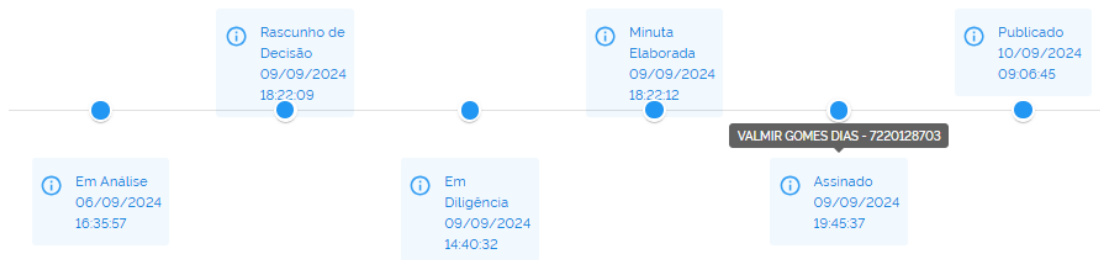 Rascunho de
Decisão
09/09/2024
18:22:09
Minuta
Elaborada
09/09/2024
18:22:12
Publicado
10/09/2024
09:06:45
VALMIR GOMES DIAS - 7220128703
Em Análise
06/09/2024
16:35:57
Em
Diligência
09/09/2024
14:40:32
Assinado
09/09/2024
19:45:37